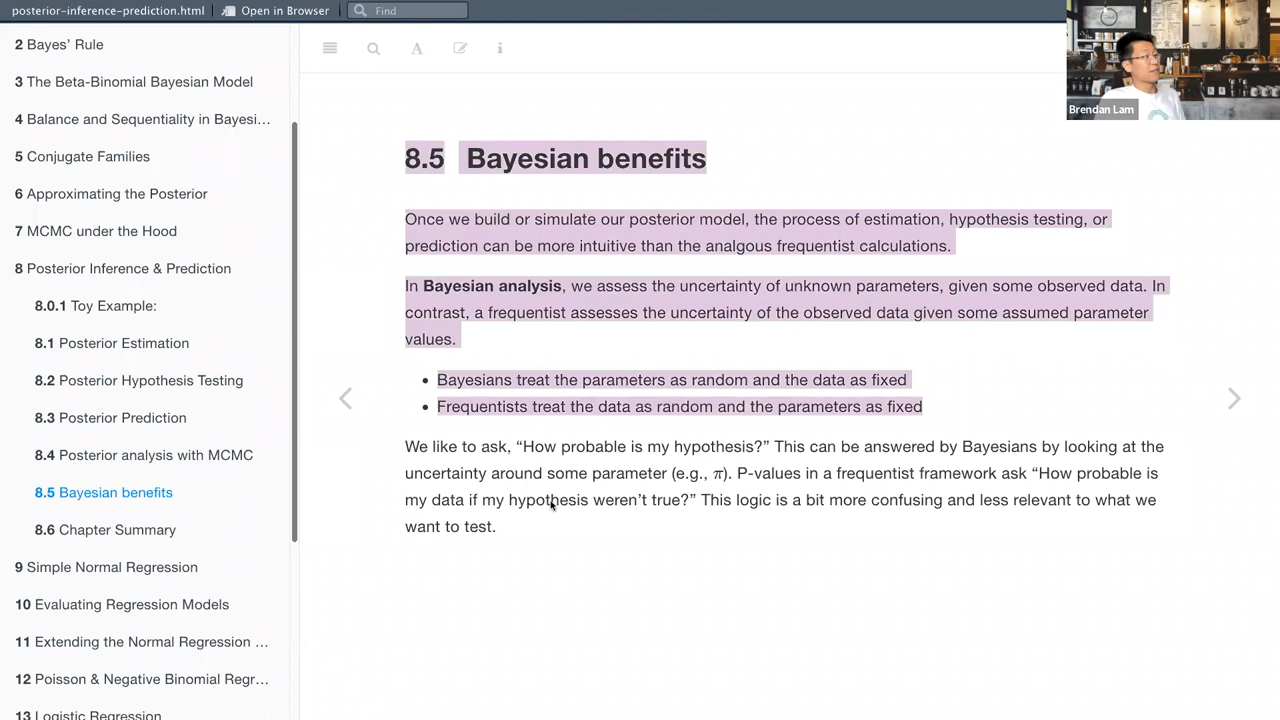 posterior-inference-prediction.html
Open in Browser
Find
2 Bayes’ Rule
3 The Beta-Binomial Bayesian Model
4 Balance and Sequentiality in Bayesi…
5 Conjugate Families
6 Approximating the Posterior
7 MCMC under the Hood
8 Posterior Inference & Prediction
8.0.1 Toy Example:
8.1 Posterior Estimation
8.2 Posterior Hypothesis Testing
8.3 Posterior Prediction
8.4 Posterior analysis with MCMC
8.5 Bayesian benefits
8.6 Chapter Summary
9 Simple Normal Regression
10 Evaluating Regression Models
11 Extending the Normal Regression …
12 Poisson & Negative Binomial Regr…
13 Logistic Regression
8.5 Bayesian benefits
Once we build or simulate our posterior model, the process of estimation, hypothesis testing, or
prediction can be more intuitive than the analgous frequentist calculations.
In Bayesian analysis, we assess the uncertainty of unknown parameters, given some observed data. In
contrast, a frequentist assesses the uncertainty of the observed data given some assumed parameter
values.
• Bayesians treat the parameters as random and the data as fixed
• Frequentists treat the data as random and the parameters as fixed
We like to ask, “How probable is my hypothesis?” This can be answered by Bayesians by looking at the
uncertainty around some parameter (e.g., π). P-values in a frequentist framework ask “How probable is
my data if my hypothesis weren’t true?” This logic is a bit more confusing and less relevant to what we
want to test.
Brendan Lam